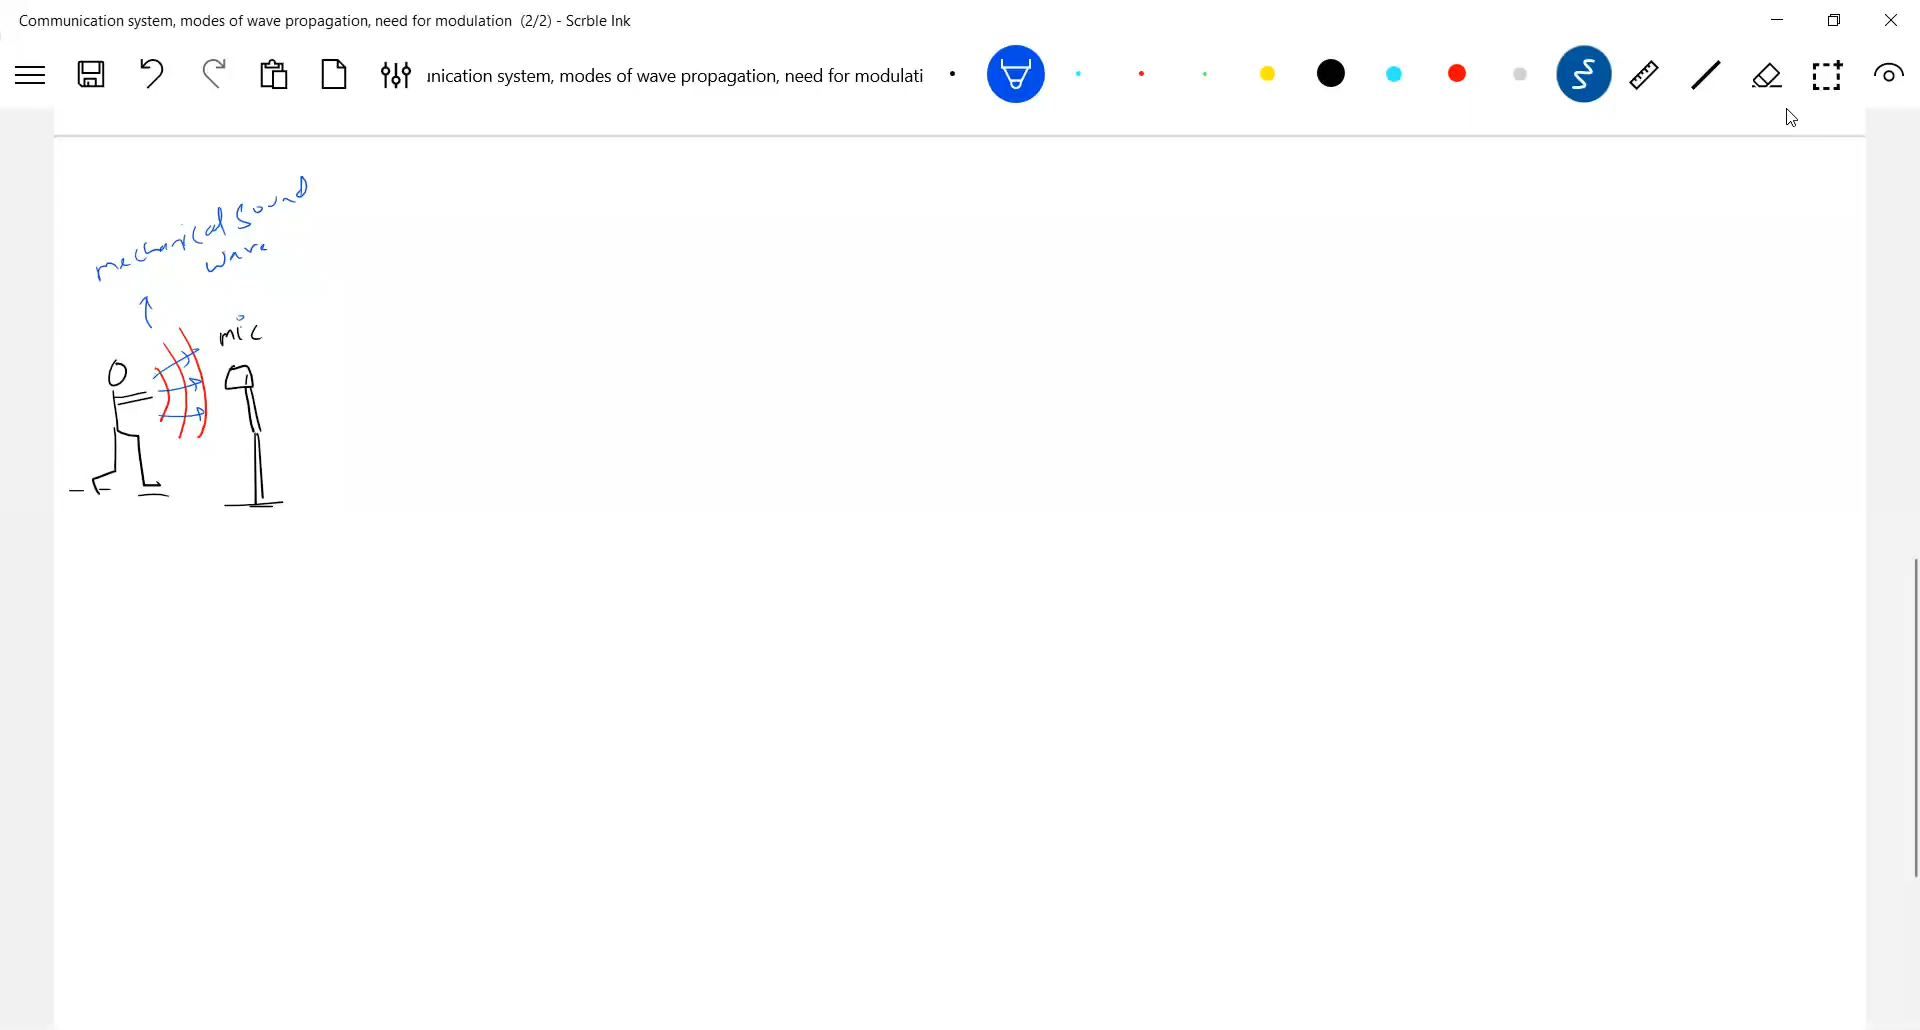 Communication system, modes of wave propagation, need for modulation (2/2) - Scrble Ink
unication system, modes of wave propagation, need for modulati
mechanical sound
wave
mic